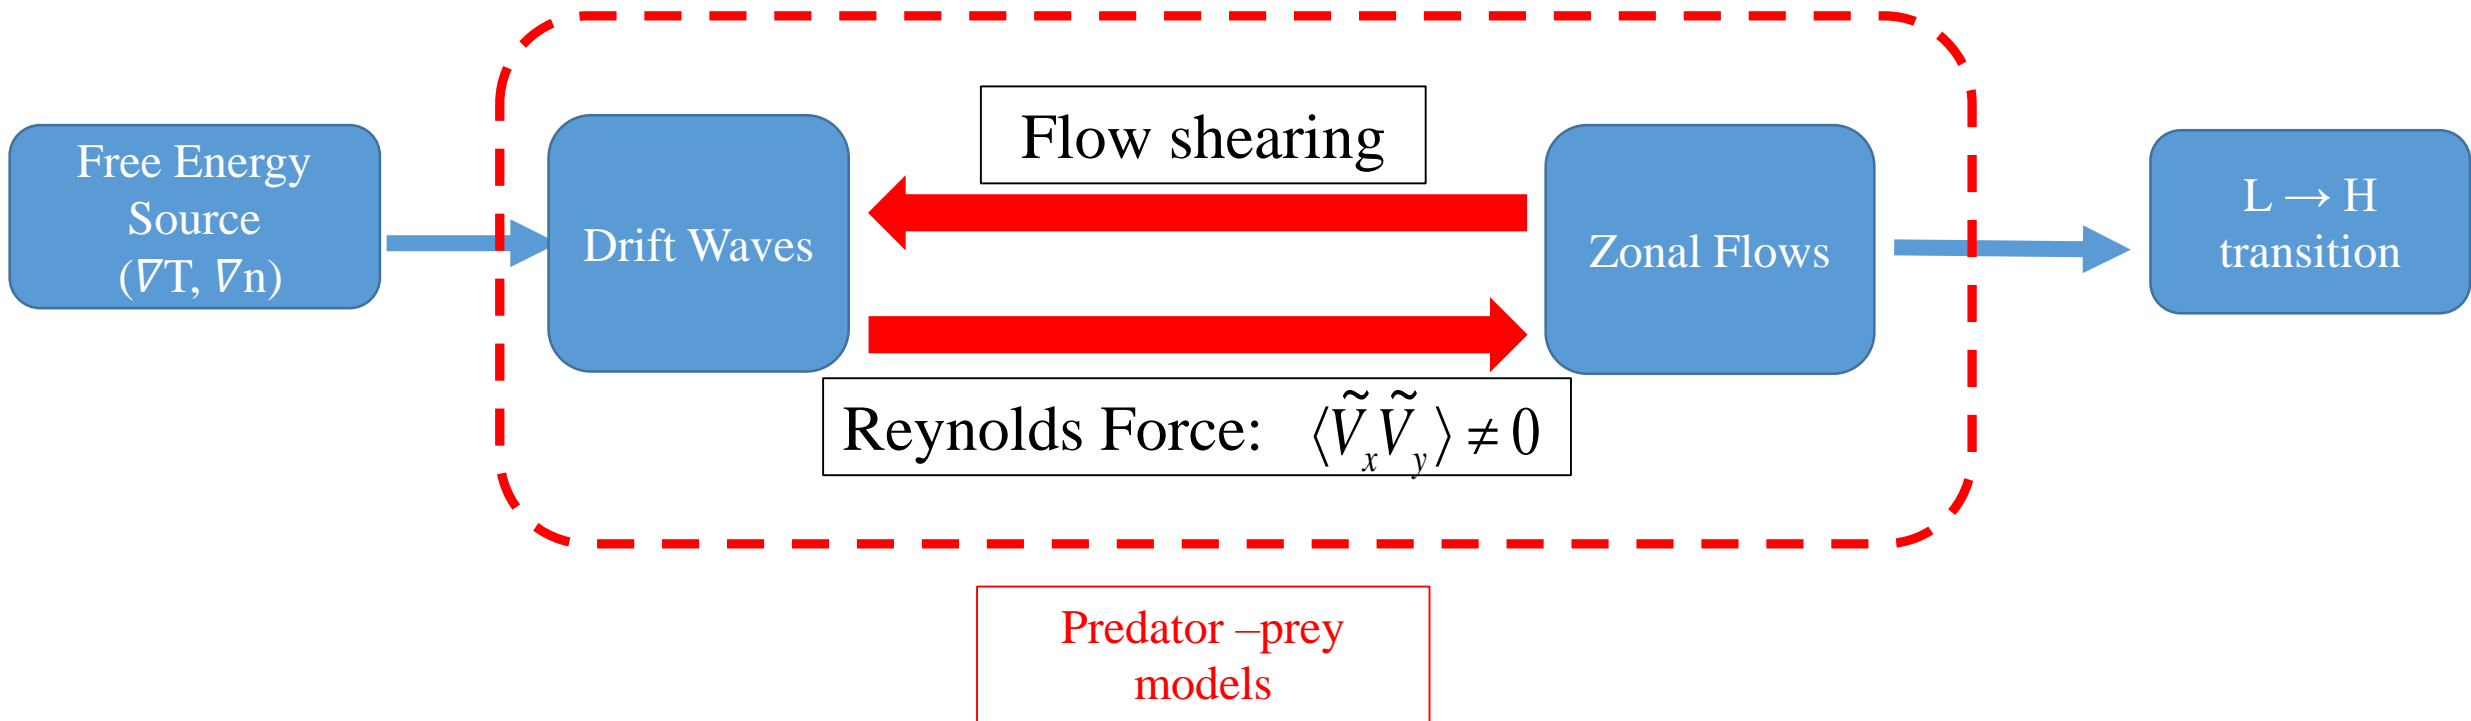 Free Energy
Source
(∇T, ∇n)
Drift Waves
Flow shearing
Reynolds Force: ⟨Ṽ_x Ṽ_y⟩ ≠ 0
Zonal Flows
L → H
transition
Predator –prey
models